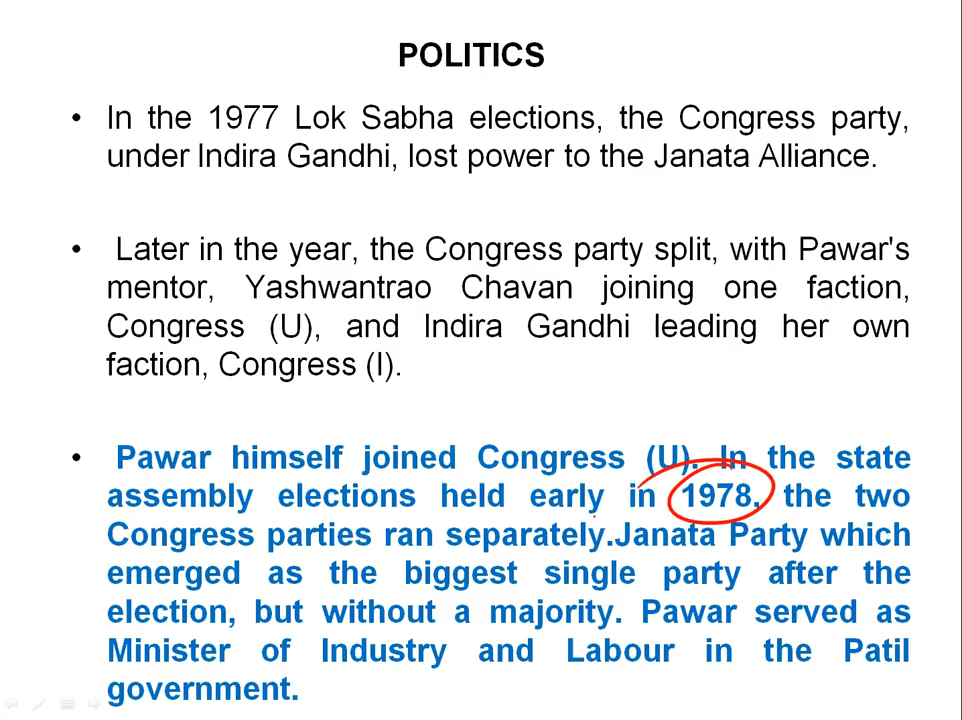 POLITICS
• In the 1977 Lok Sabha elections, the Congress party,
under Indira Gandhi, lost power to the Janata Alliance.
• Later in the year, the Congress party split, with Pawar's
mentor, Yashwantrao Chavan joining one faction,
Congress (U), and Indira Gandhi leading her own
faction, Congress (I).
• Pawar himself joined Congress (U). In the state
assembly elections held early in 1978, the two
Congress parties ran separately.Janata Party which
emerged as the biggest single party after the
election, but without a majority. Pawar served as
Minister of Industry and Labour in the Patil
government.